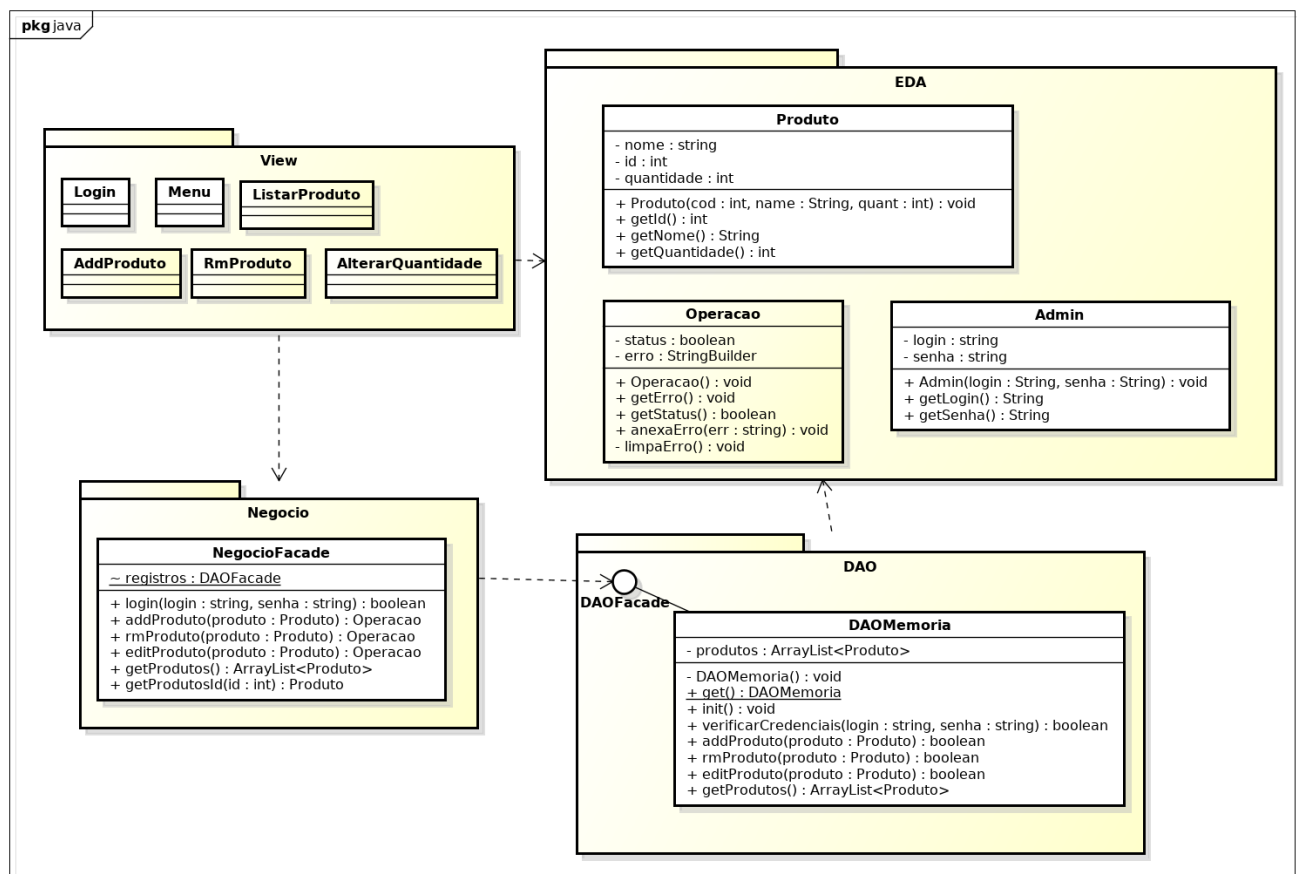 pkg java
View
Login
Menu
ListarProduto
AddProduto
RmProduto
AlterarQuantidade
EDA
Produto
- nome : string
- id : int
- quantidade : int
+ Produto(cod : int, name : String, quant : int) : void
+ getId() : int
+ getNome() : String
+ getQuantidade() : int
Operacao
- status : boolean
- erro : StringBuilder
+ Operacao() : void
+ getErro() : void
+ getStatus() : boolean
+ anexaErro(err : string) : void
- limpaErro() : void
Admin
- login : string
- senha : string
+ Admin(login : String, senha : String) : void
+ getLogin() : String
+ getSenha() : String
Negocio
NegocioFacade
~ registros : DAOFacade
+ login(login : string, senha : string) : boolean
+ addProduto(produto : Produto) : Operacao
+ rmProduto(produto : Produto) : Operacao
+ editProduto(produto : Produto) : Operacao
+ getProdutos() : ArrayList<Produto>
+ getProdutosId(id : int) : Produto
DAO
DAOFacade
DAOMemoria
- produtos : ArrayList<Produto>
- DAOMemoria() : void
+ get() : DAOMemoria
+ init() : void
+ verificarCredenciais(login : string, senha : string) : boolean
+ addProduto(produto : Produto) : boolean
+ rmProduto(produto : Produto) : boolean
+ editProduto(produto : Produto) : boolean
+ getProdutos() : ArrayList<Produto>